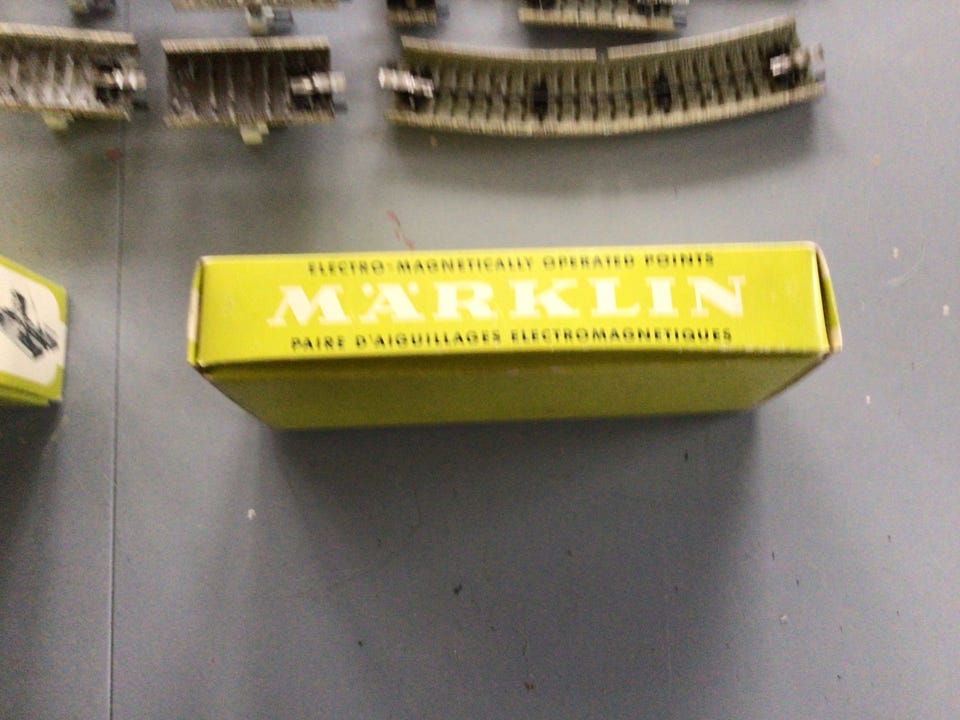 ELECTRO-MAGNETICALLY OPERATED POINTS
MÄRKLIN
PAIRE D'AIGUILLAGES ELECTROMAGNETIQUES